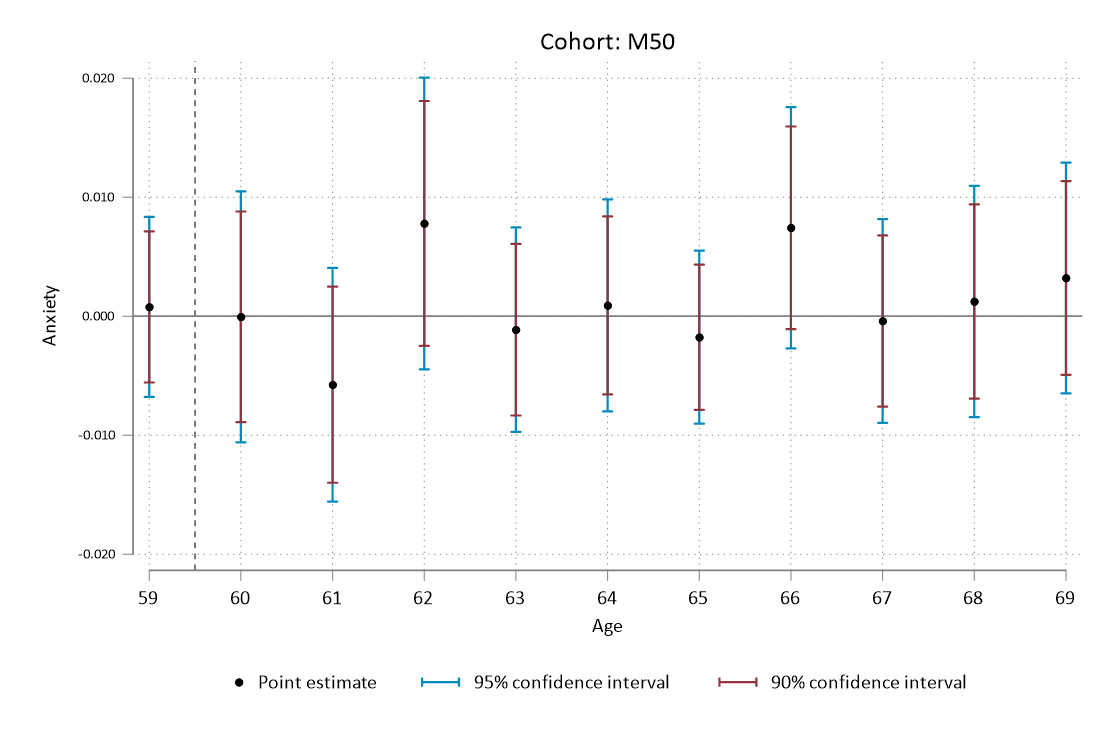 Cohort: M50
0.020
0.010
0.000
-0.010
-0.020
Anxiety
59 60 61 62 63 64 65 66 67 68 69
Age
Point estimate 95% confidence interval 90% confidence interval